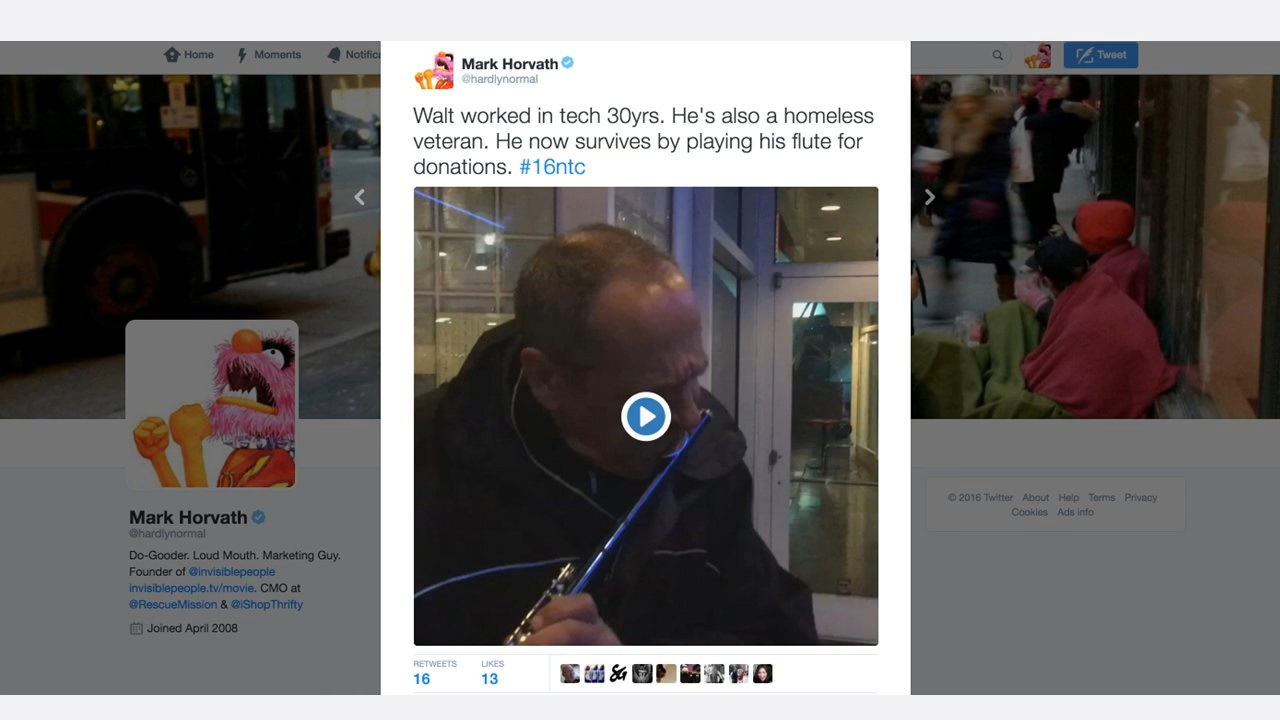 Home Moments Notific
Tweet
Mark Horvath
@hardlynormal
Walt worked in tech 30yrs. He's also a homeless
veteran. He now survives by playing his flute for
donations. #16ntc
RETWEETS LIKES
16 13
SG
Mark Horvath
@hardlynormal
Do-Gooder. Loud Mouth. Marketing Guy.
Founder of @invisiblepeople
invisiblepeople.tv/movie. CMO at
@RescueMission & @iShopThrifty
Joined April 2008
© 2016 Twitter About Help Terms Privacy
Cookies Ads info